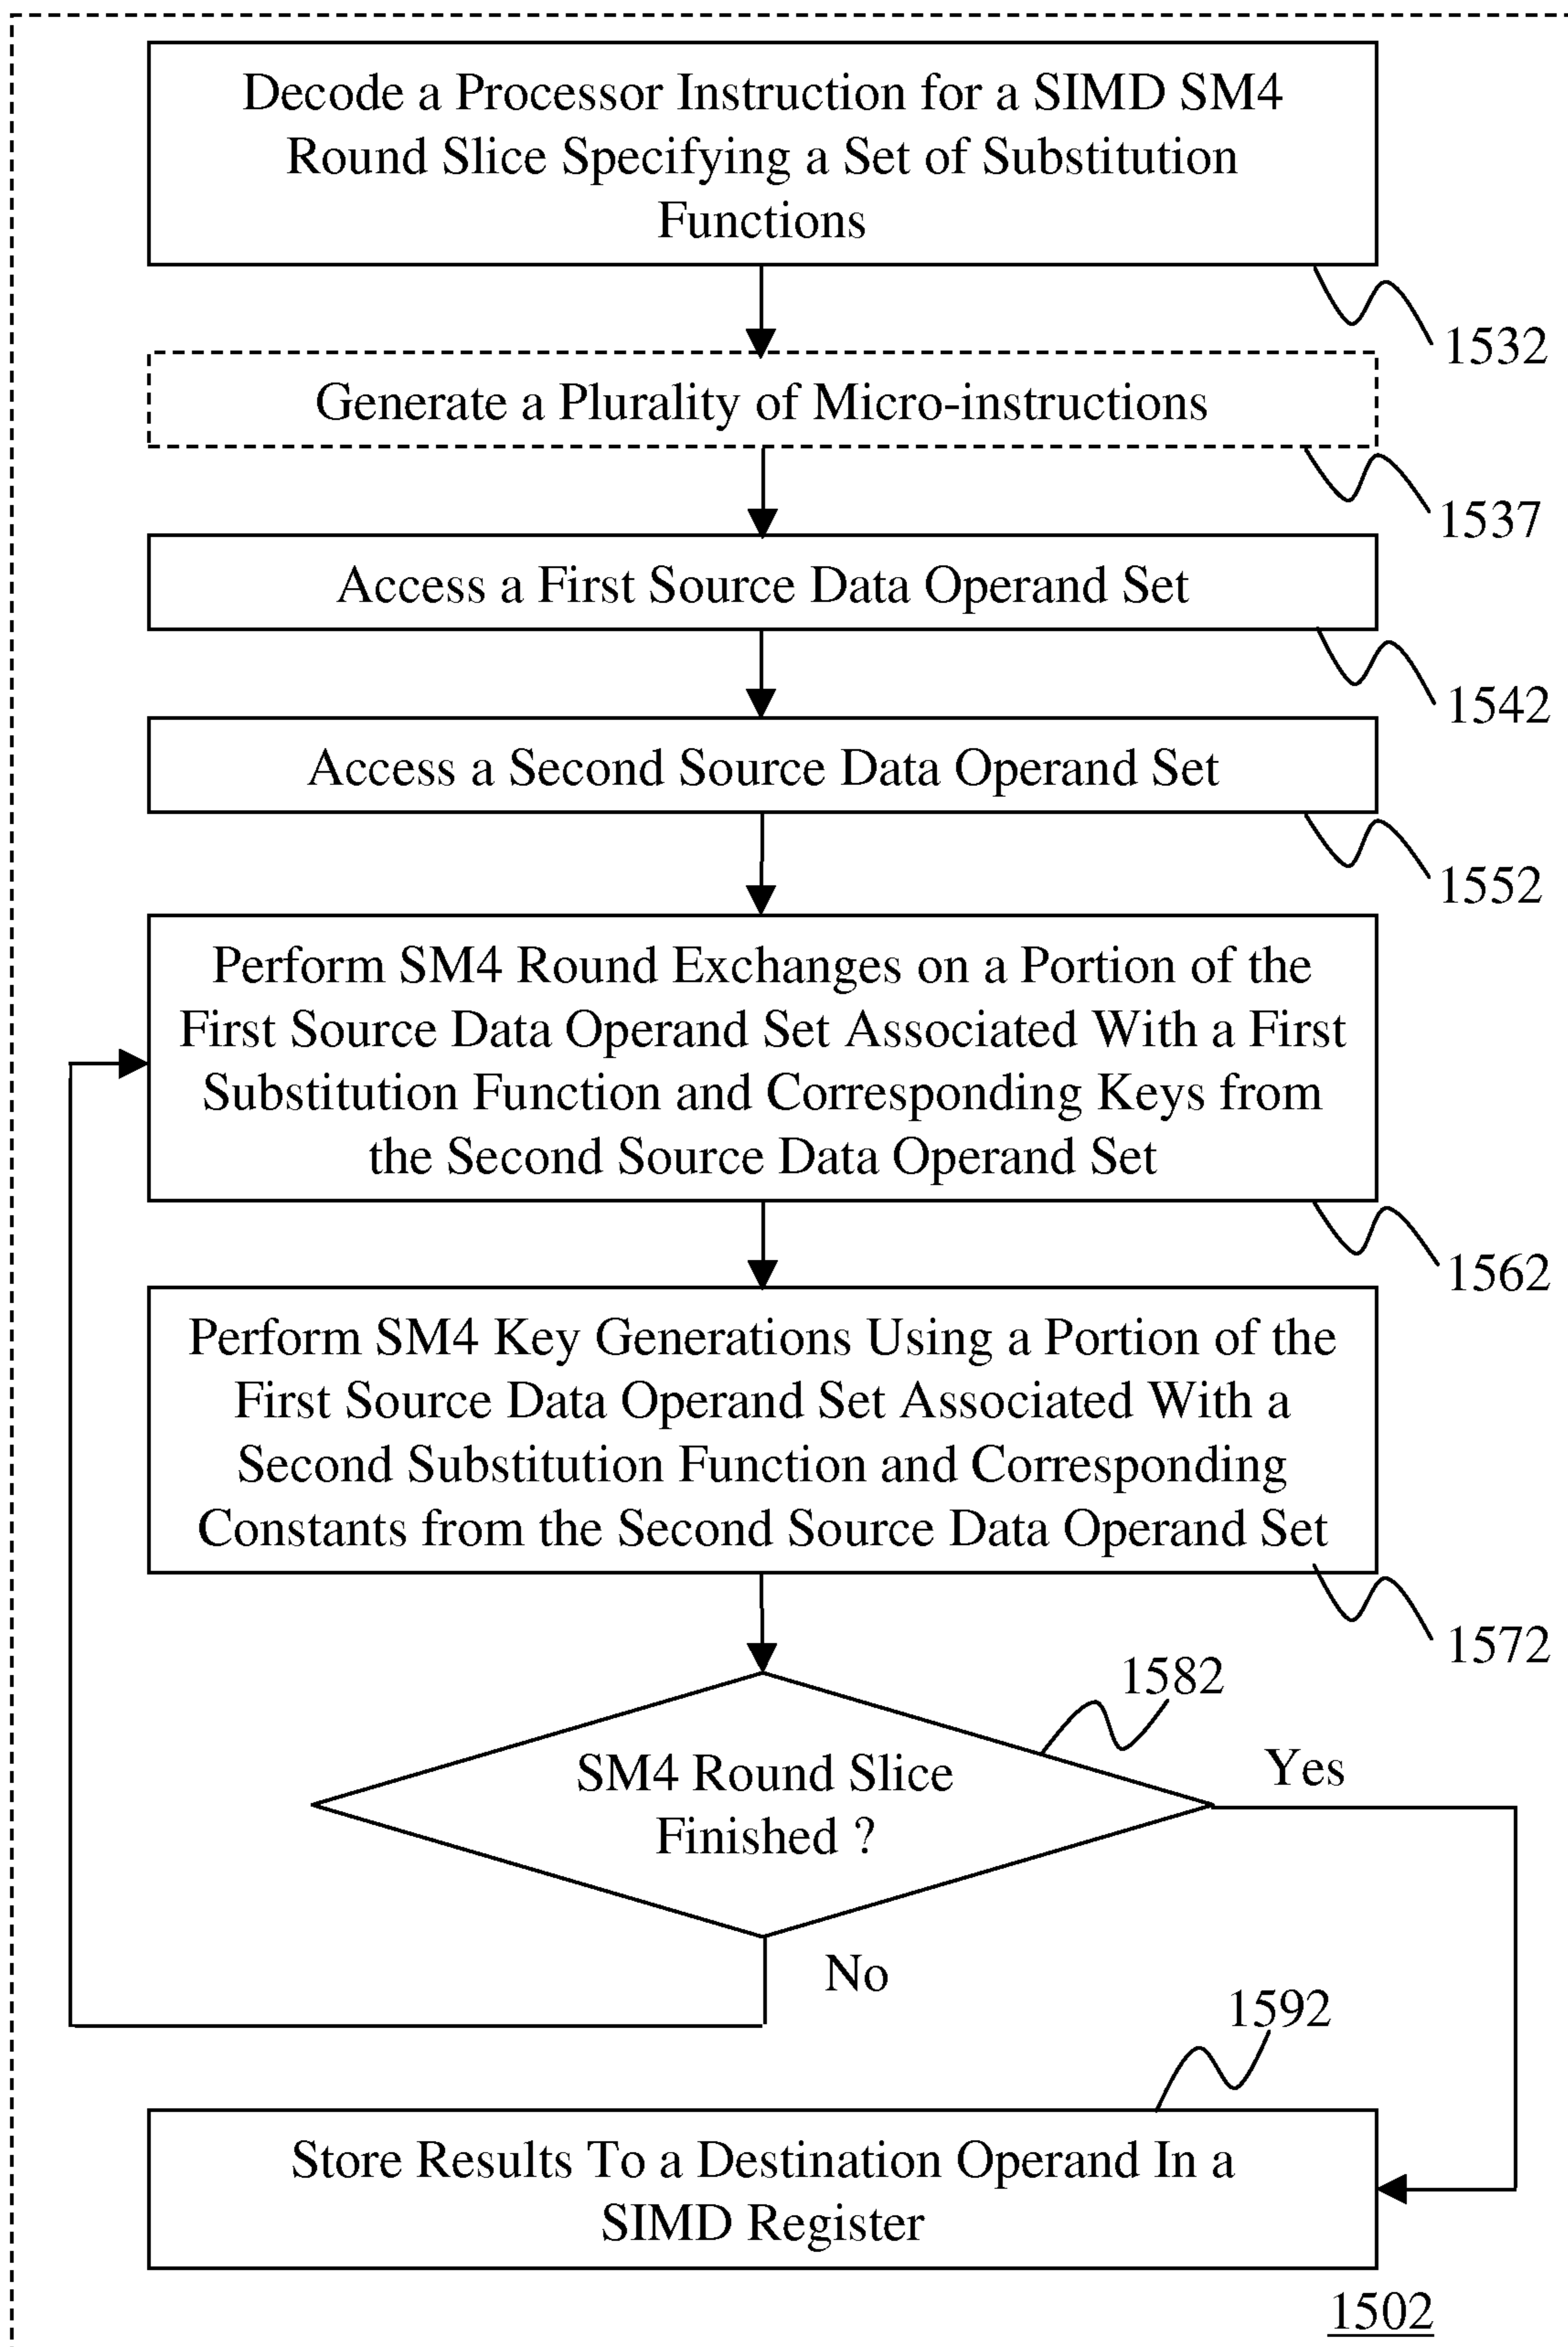 Decode a Processor Instruction for a SIMD SM4
Round Slice Specifying a Set of Substitution
Functions
1532
Generate a Plurality of Micro-instructions
1537
Access a First Source Data Operand Set
1542
Access a Second Source Data Operand Set
1552
Perform SM4 Round Exchanges on a Portion of the
First Source Data Operand Set Associated With a First
Substitution Function and Corresponding Keys from
the Second Source Data Operand Set
1562
Perform SM4 Key Generations Using a Portion of the
First Source Data Operand Set Associated With a
Second Substitution Function and Corresponding
Constants from the Second Source Data Operand Set
1572
1582
SM4 Round Slice
Finished ?
Yes
No
1592
Store Results To a Destination Operand In a
SIMD Register
1502